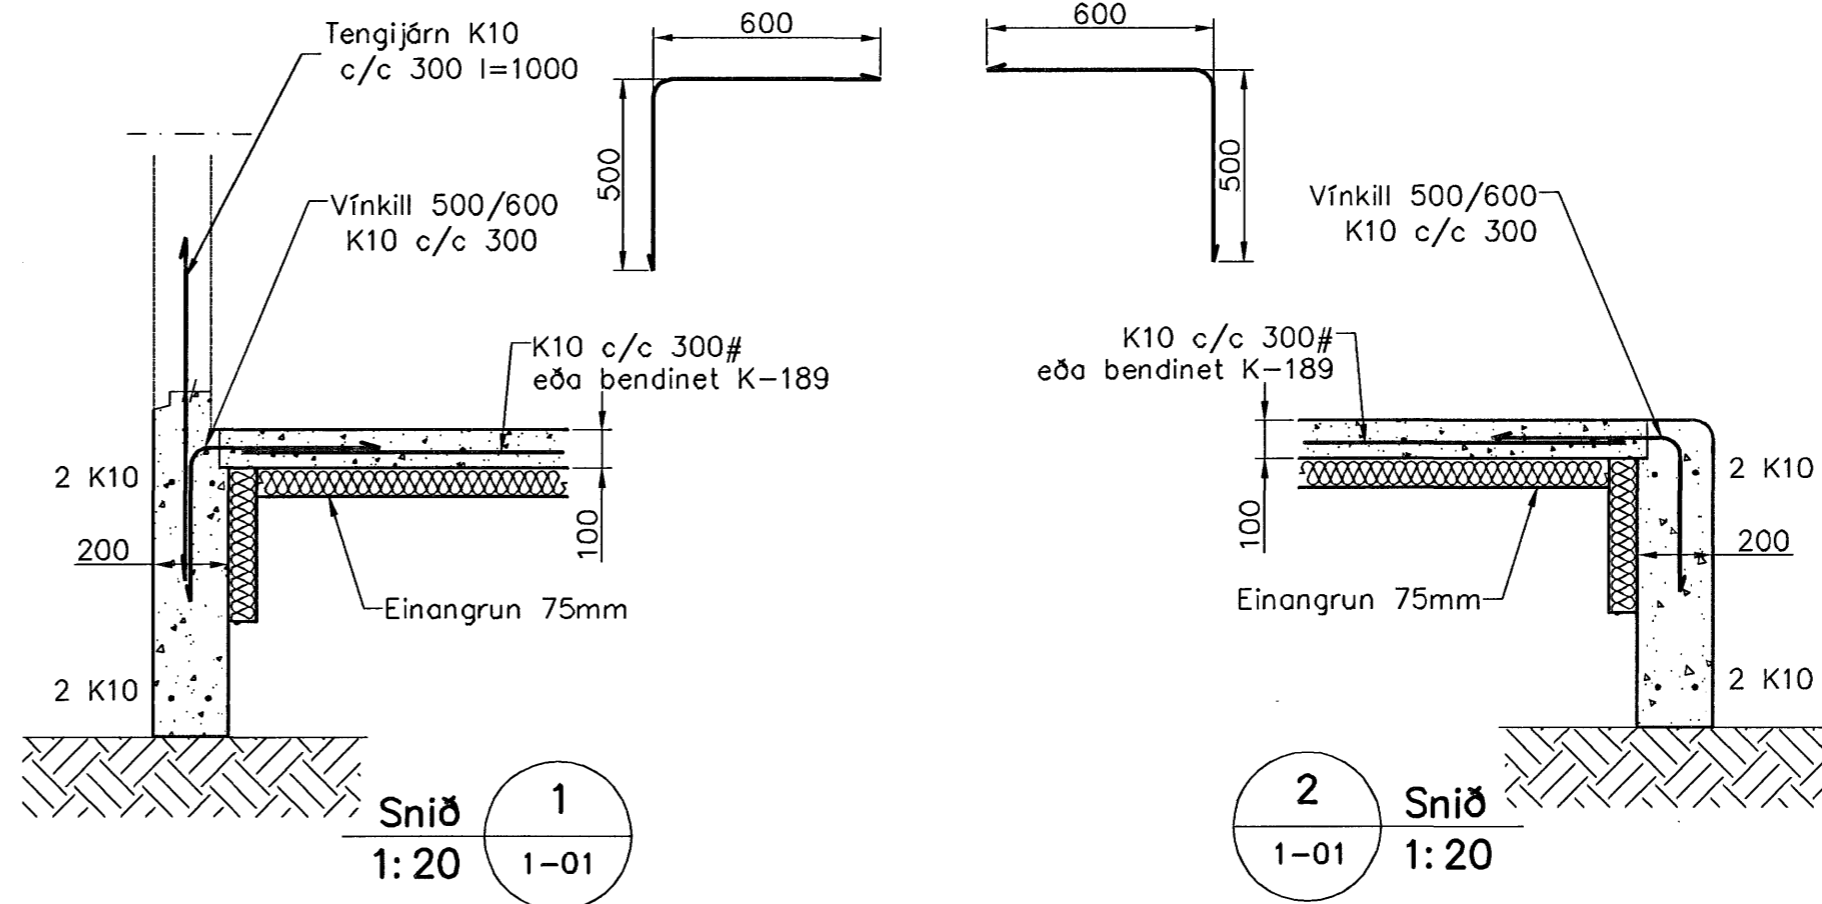 Tengijárn K10
c/c 300 l=1000
600
500
Vínkill 500/600
K10 c/c 300
K10 c/c 300#
eða bendinet K-189
2 K10
200
100
Einangrun 75mm
2 K10
Snið
1:20
1
1-01
600
500
Vínkill 500/600
K10 c/c 300
K10 c/c 300#
eða bendinet K-189
2 K10
100
200
Einangrun 75mm
2 K10
2
1-01
Snið
1:20